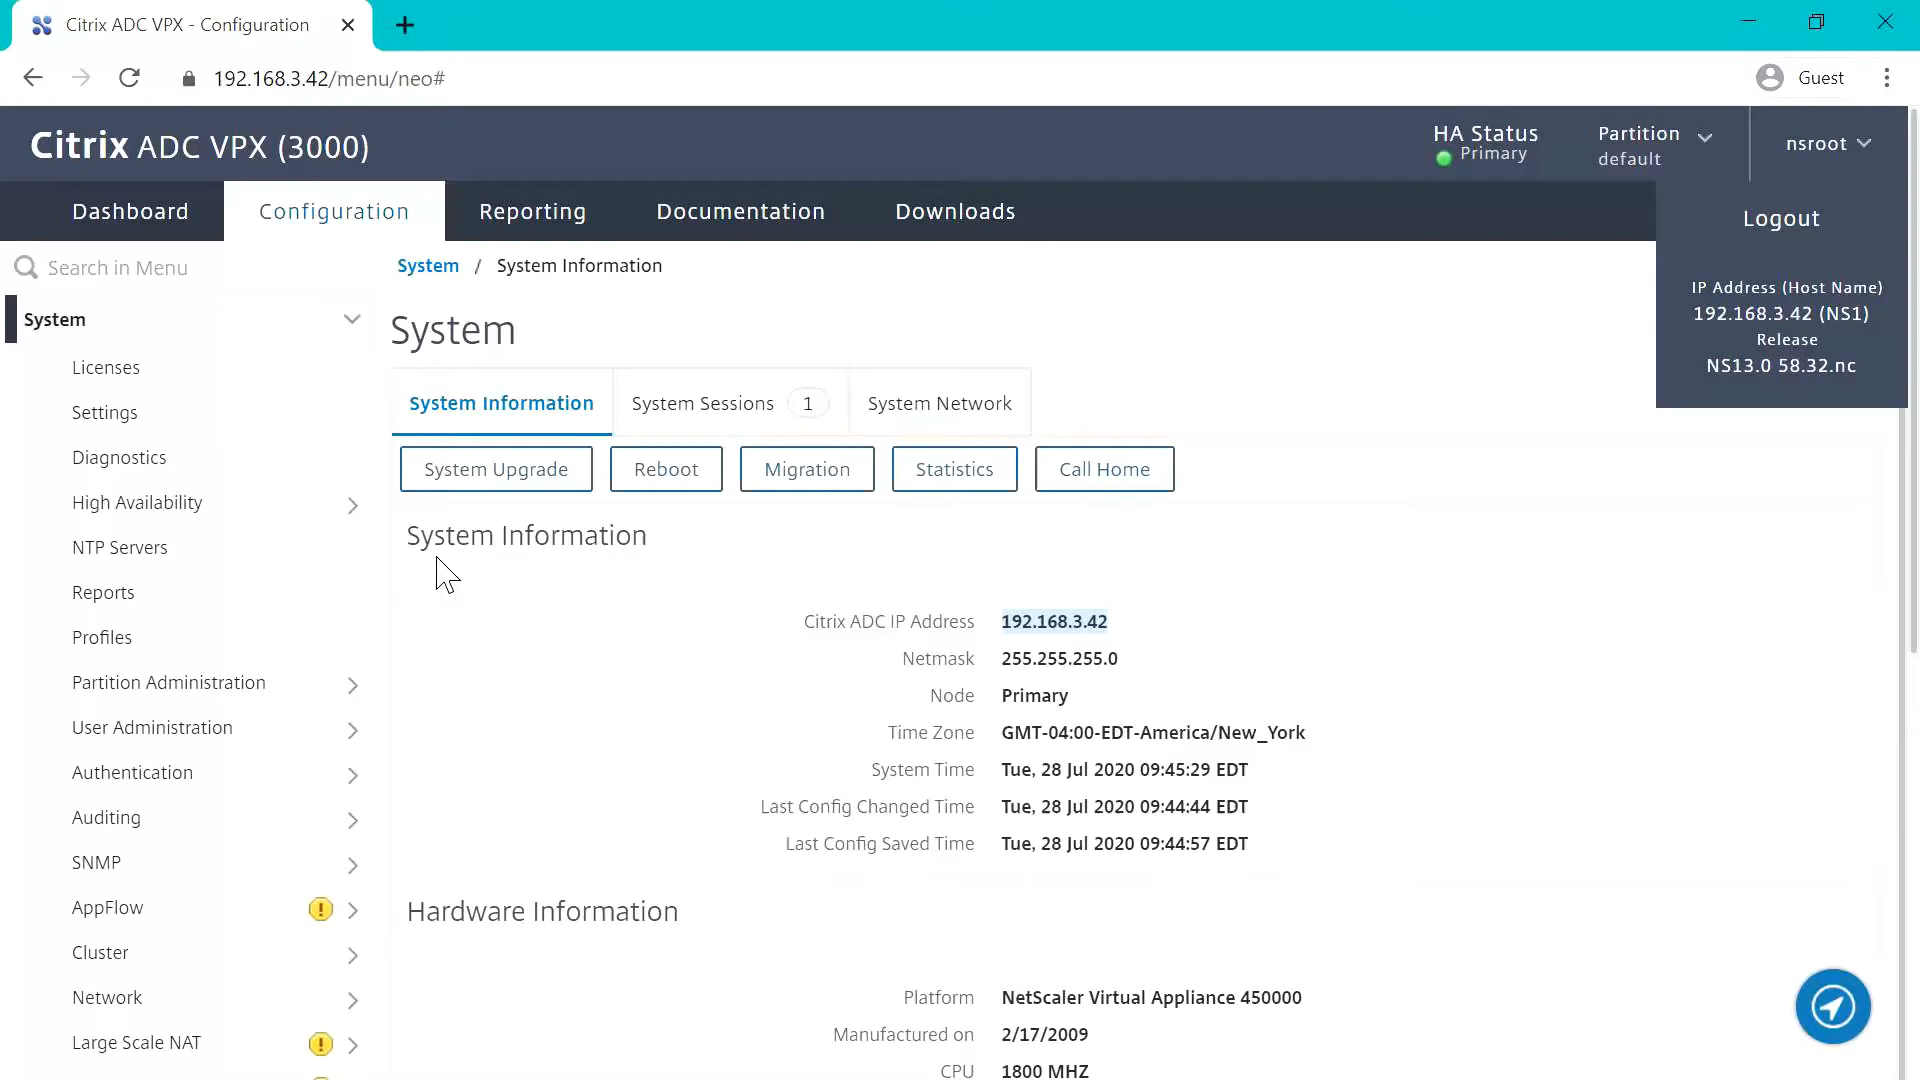 Citrix ADC VPX - Configuration
192.168.3.42/menu/neo#
Guest
Citrix ADC VPX (3000)
HA Status
Primary
Partition
default
nsroot
Dashboard
Configuration
Reporting
Documentation
Downloads
Logout
IP Address (Host Name)
192.168.3.42 (NS1)
Release
NS13.0 58.32.nc
Search in Menu
System
Licenses
Settings
Diagnostics
High Availability
NTP Servers
Reports
Profiles
Partition Administration
User Administration
Authentication
Auditing
SNMP
AppFlow
Cluster
Network
Large Scale NAT
System / System Information
System
System Information
System Sessions 1
System Network
System Upgrade
Reboot
Migration
Statistics
Call Home
System Information
Citrix ADC IP Address 192.168.3.42
Netmask 255.255.255.0
Node Primary
Time Zone GMT-04:00-EDT-America/New_York
System Time Tue, 28 Jul 2020 09:45:29 EDT
Last Config Changed Time Tue, 28 Jul 2020 09:44:44 EDT
Last Config Saved Time Tue, 28 Jul 2020 09:44:57 EDT
Hardware Information
Platform NetScaler Virtual Appliance 450000
Manufactured on 2/17/2009
CPU 1800 MHZ